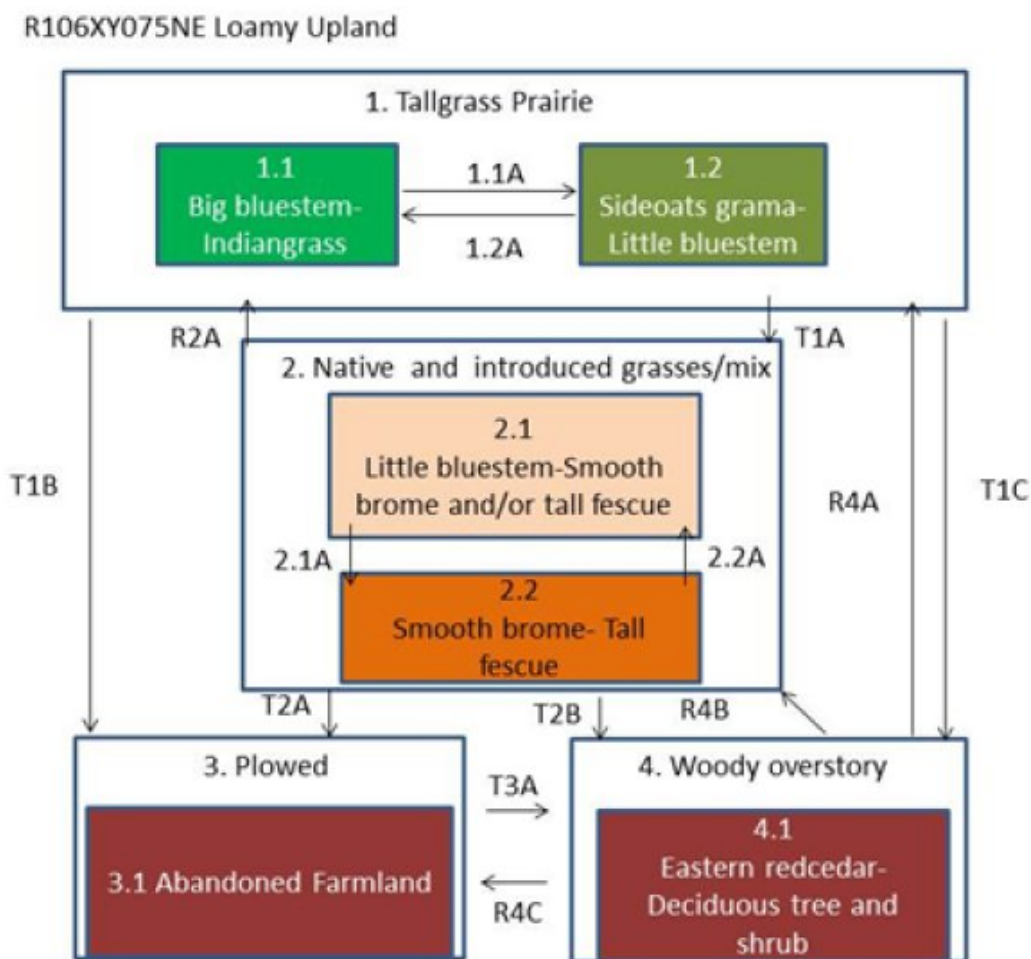 R106XY075NE Loamy Upland
1. Tallgrass Prairie
1.1
Big bluestem-
Indiangrass
1.1A
1.2A
1.2
Sideoats grama-
Little bluestem
R2A
T1A
2. Native and introduced grasses/mix
2.1
Little bluestem-Smooth
brome and/or tall fescue
T1B
R4A
T1C
2.1A
2.2A
2.2
Smooth brome- Tall
fescue
T2A
T2B
R4B
3. Plowed
3.1 Abandoned Farmland
T3A
R4C
4. Woody overstory
4.1
Eastern redcedar-
Deciduous tree and
shrub